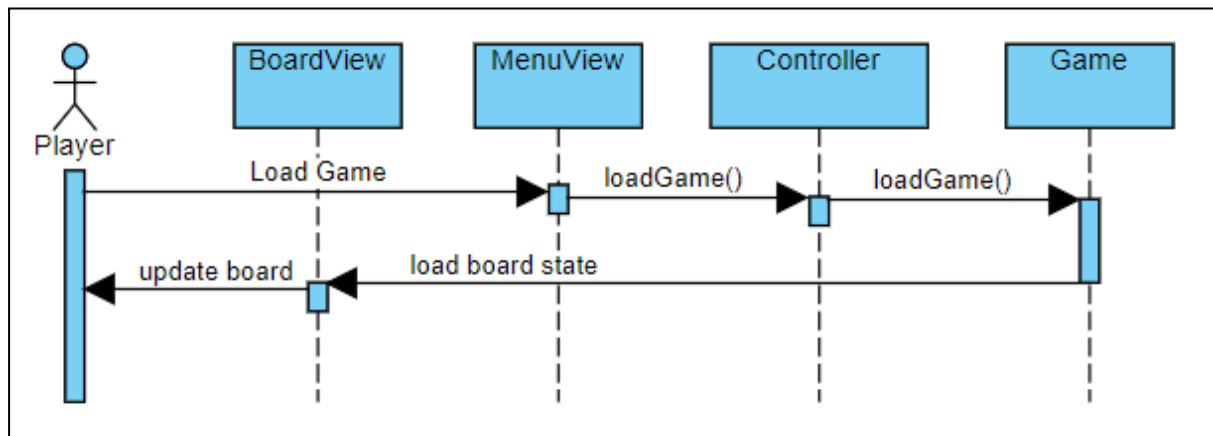 BoardView
MenuView
Controller
Game
Player
Load Game
loadGame()
loadGame()
update board
load board state